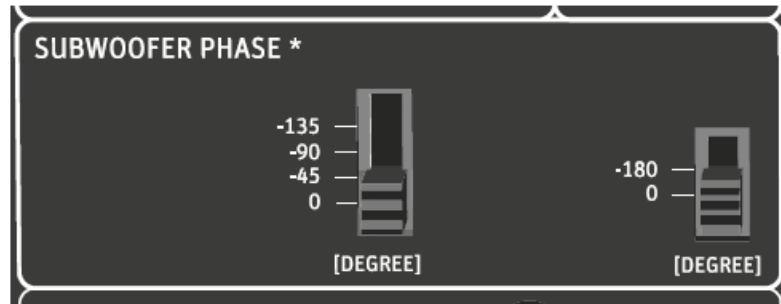 SUBWOOFER PHASE *
-135
-90
-45
0
[DEGREE]
-180
0
[DEGREE]